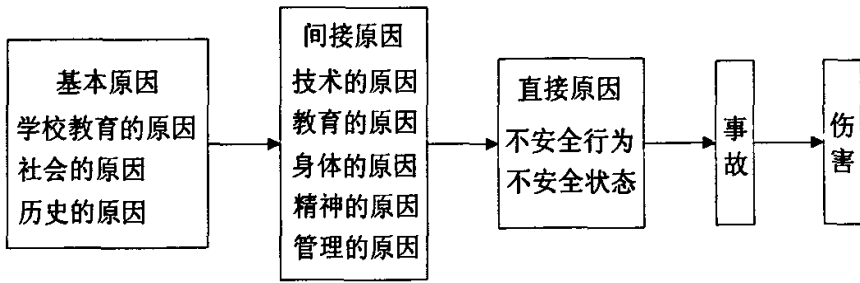 基本原因
学校教育的原因
社会的原因
历史的原因
间接原因
技术的原因
教育的原因
身体的原因
精神的原因
管理的原因
直接原因
不安全行为
不安全状态
事故
伤害